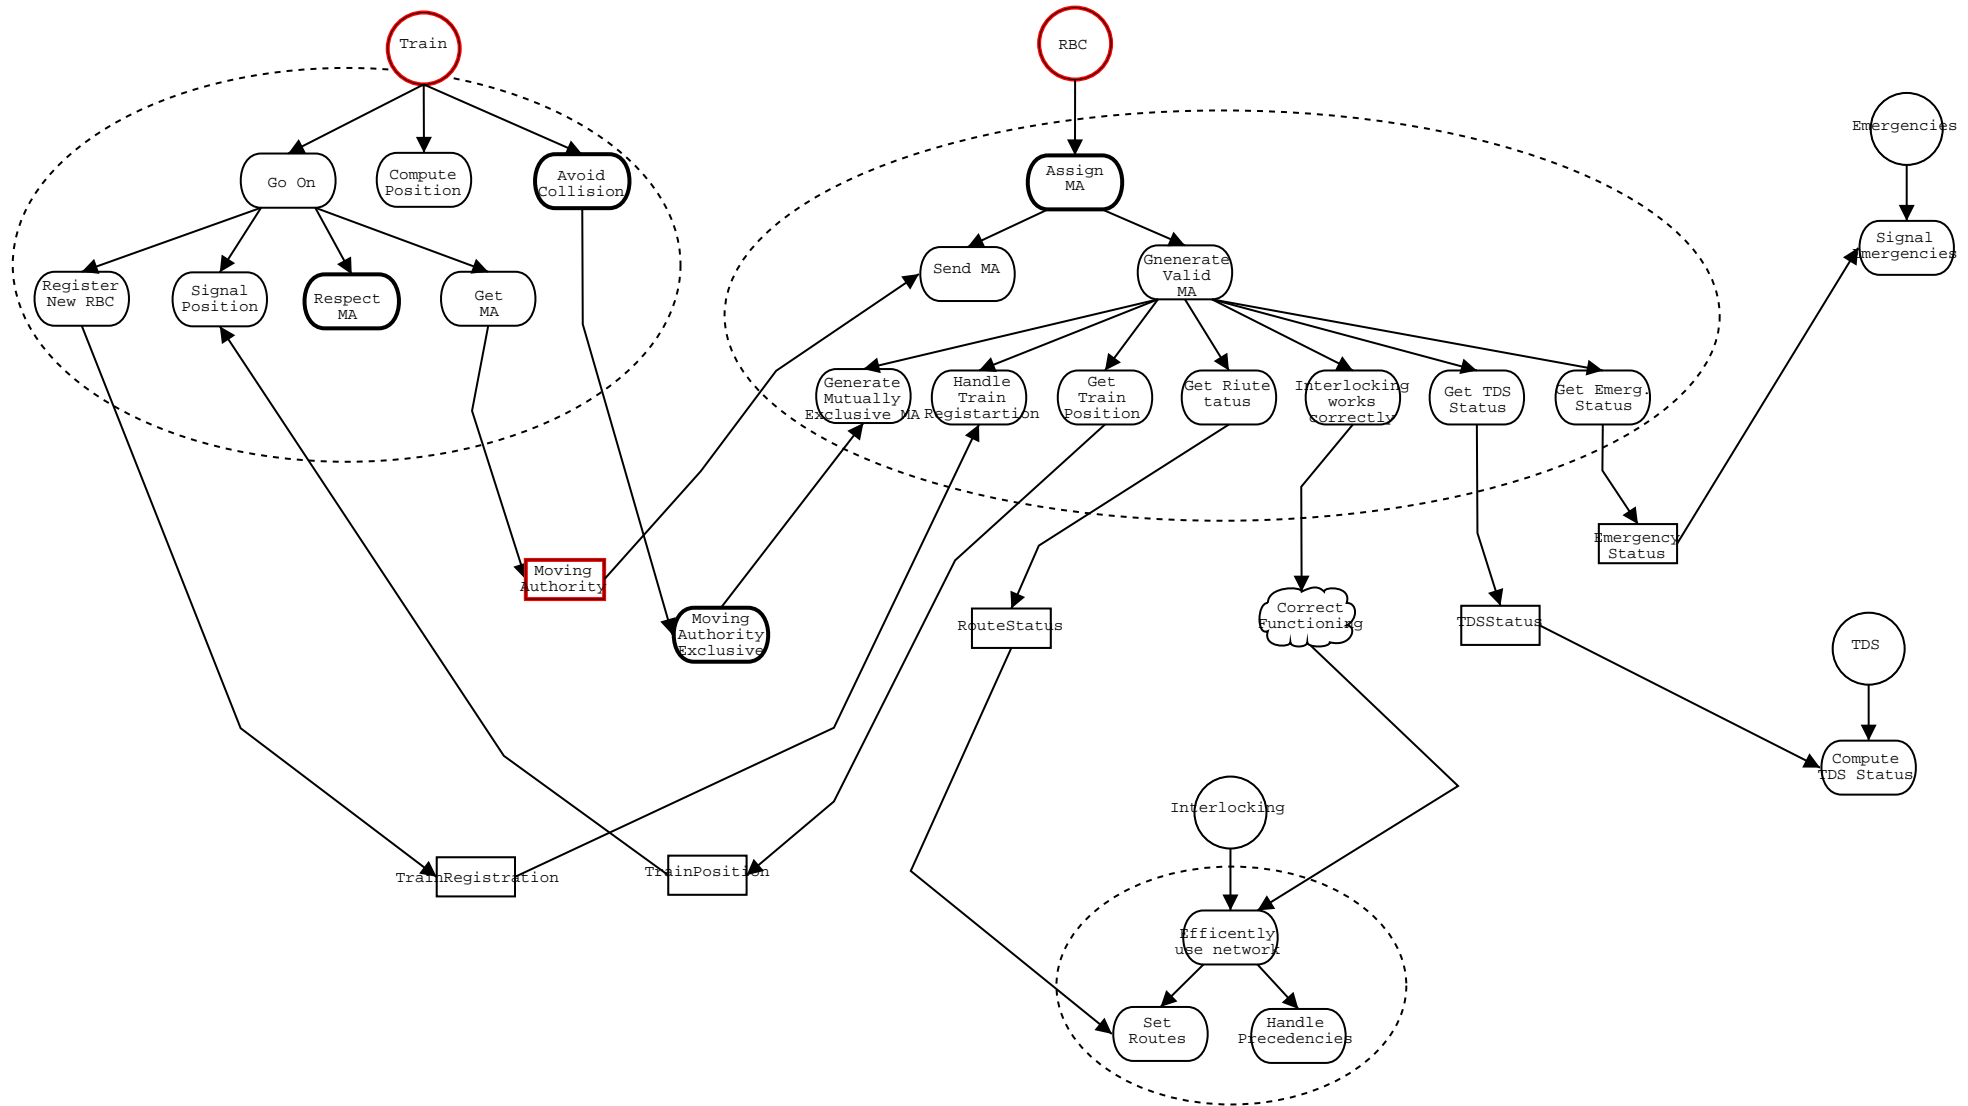 Train
RBC
Emergencies
Go On
Compute
Position
Avoid
Collision
Assign
MA
Signal
Emergencies
Register
New RBC
Signal
Position
Respect
MA
Get
MA
Send MA
Gnenerate
Valid
MA
Generate
Mutually
Exclusive MA
Handle
Train
Registartion
Get
Train
Position
Get Riute
tatus
Interlocking
works
correctly
Get TDS
Status
Get Emerg.
Status
Emergency
Status
Moving
Authority
Moving
Authority
Exclusive
RouteStatus
Correct
Functioning
TDSStatus
TDS
Compute
TDS Status
Interlocking
TrainRegistration
TrainPosition
Efficently
use network
Set
Routes
Handle
Precedencies